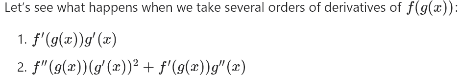 Let's see what happens when we take several orders of derivatives of f(g(x)):
1. f'(g(x))g'(x)
2. f''(g(x))(g'(x))² + f'(g(x))g''(x)